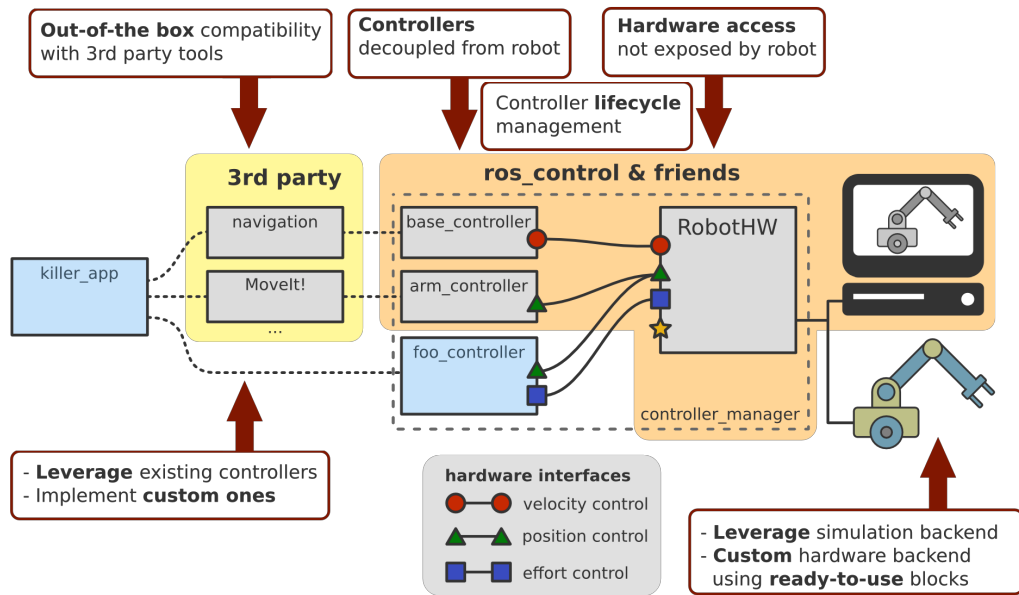 Out-of-the box compatibility
with 3rd party tools
Controllers
decoupled from robot
Hardware access
not exposed by robot
Controller lifecycle
management
3rd party
ros_control & friends
navigation
base_controller
RobotHW
killer_app
MoveIt!
arm_controller
...
foo_controller
controller_manager
- Leverage existing controllers
- Implement custom ones
hardware interfaces
velocity control
position control
effort control
- Leverage simulation backend
- Custom hardware backend
using ready-to-use blocks